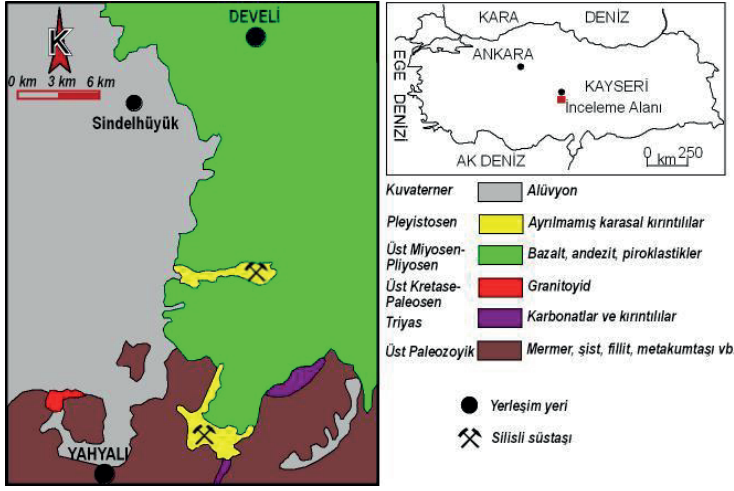 DEVELİ
K
0 km 3 km 6 km
Sindelhüyük
YAHYALI
KARA DENİZ
ANKARA
EGE DENİZİ
KAYSERİ
İnceleme Alanı
AK DENİZ
0 km 250
Kuvaterner Alüvyon
Pleyistosen Ayrılmamış karasal kırıntılılar
Üst Miyosen-
Pliyosen
Bazalt, andezit, piroklastikler
Üst Kretase-
Paleosen
Granitoyid
Triyas Karbonatlar ve kırıntılılar
Üst Paleozoyik Mermer, şist, fillit, metakumtaşı vb.
Yerleşim yeri
Silisli süstaşı